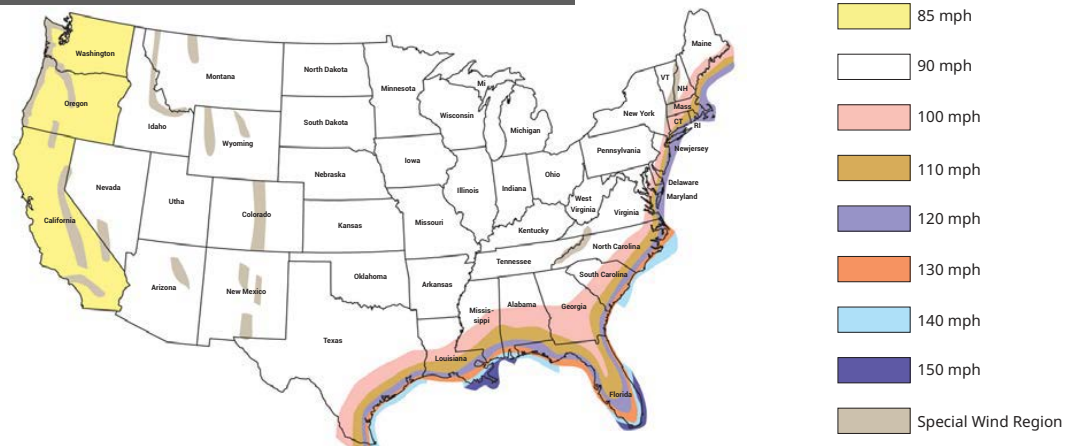 Washington
Montana
North Dakota
Minnesota
Maine
VT
NH
Mass
CT
RI
Oregon
Idaho
Wyoming
South Dakota
Wisconsin
Mi
Michigan
New York
Newjersey
Pennsylvania
Nevada
Utha
Colorado
Nebraska
Iowa
Illinois
Indiana
Ohio
West
Virginia
Virginia
Delaware
Maryland
California
Kansas
Missouri
Kentucky
North Carolina
Arizona
New Mexico
Oklahoma
Arkansas
Tennessee
South Carolina
Texas
Louisiana
Missis-
sippi
Alabama
Georgia
Florida
85 mph
90 mph
100 mph
110 mph
120 mph
130 mph
140 mph
150 mph
Special Wind Region